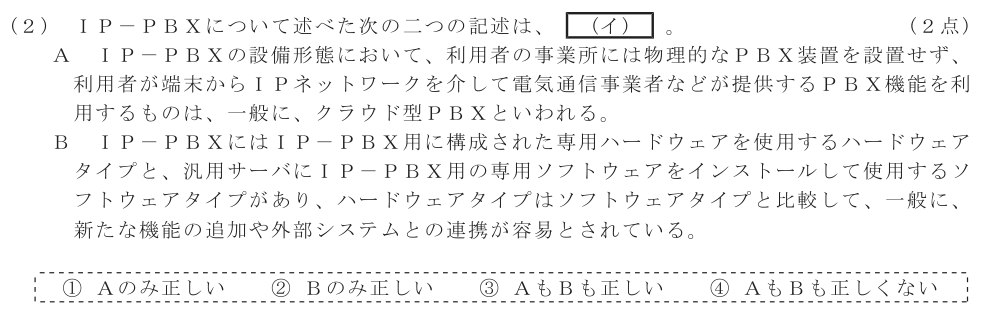 (2) ＩＰ－ＰＢＸについて述べた次の二つの記述は、 (イ) 。 (2点)
Ａ ＩＰ－ＰＢＸの設備形態において、利用者の事業所には物理的なＰＢＸ装置を設置せず、
利用者が端末からＩＰネットワークを介して電気通信事業者などが提供するＰＢＸ機能を利
用するものは、一般に、クラウド型ＰＢＸといわれる。
Ｂ ＩＰ－ＰＢＸにはＩＰ－ＰＢＸ用に構成された専用ハードウェアを使用するハードウェア
タイプと、汎用サーバにＩＰ－ＰＢＸ用の専用ソフトウェアをインストールして使用するソ
フトウェアタイプがあり、ハードウェアタイプはソフトウェアタイプと比較して、一般に、
新たな機能の追加や外部システムとの連携が容易とされている。
① Ａのみ正しい ② Ｂのみ正しい ③ ＡもＢも正しい ④ ＡもＢも正しくない